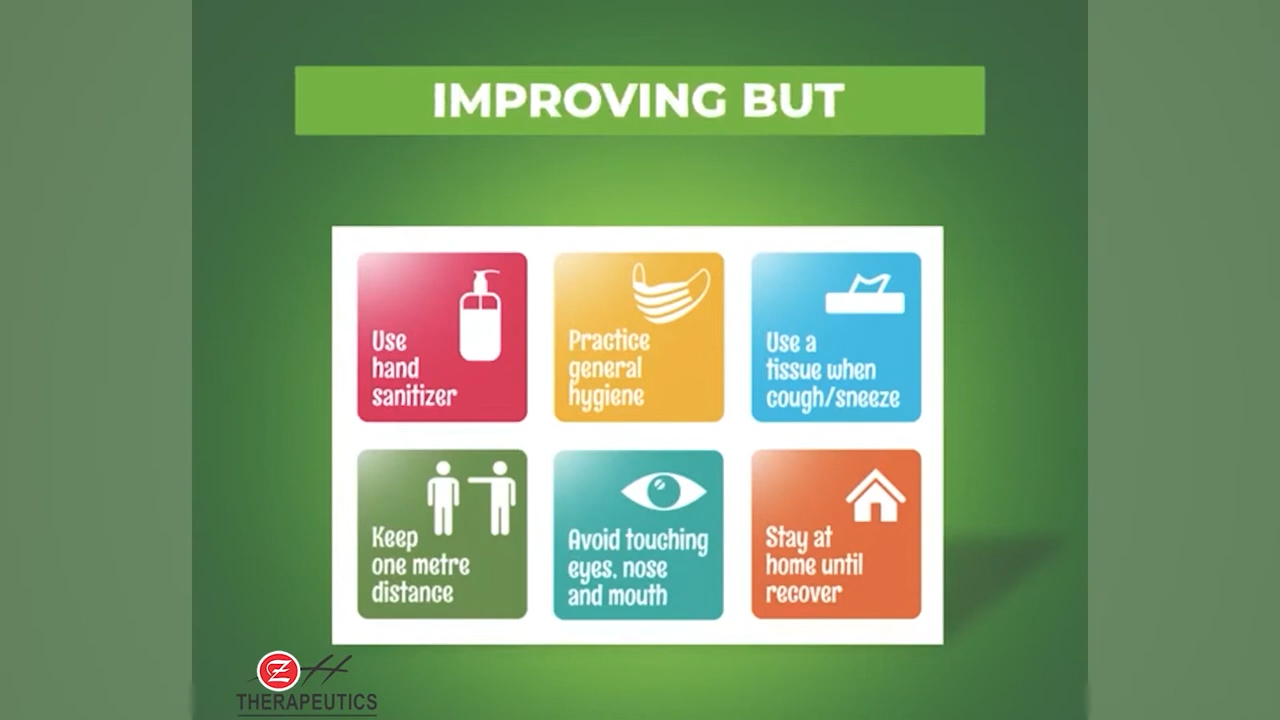 IMPROVING BUT
Use
hand
sanitizer
Practice
general
hygiene
Use a
tissue when
cough/sneeze
Keep
one metre
distance
Avoid touching
eyes, nose
and mouth
Stay at
home until
recover
Z
THERAPEUTICS